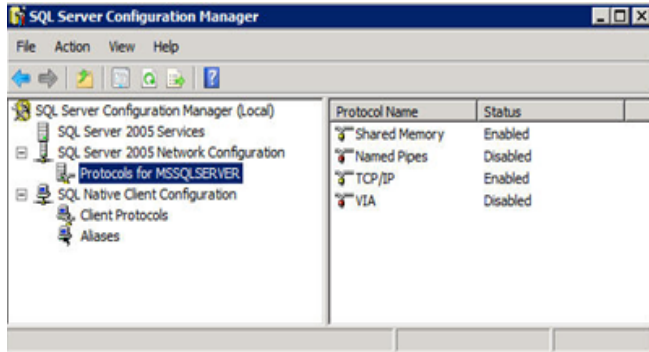 SQL Server Configuration Manager
File Action View Help
SQL Server Configuration Manager (Local)
SQL Server 2005 Services
SQL Server 2005 Network Configuration
Protocols for MSSQLSERVER
SQL Native Client Configuration
Client Protocols
Aliases
Protocol Name Status
Shared Memory Enabled
Named Pipes Disabled
TCP/IP Enabled
VIA Disabled